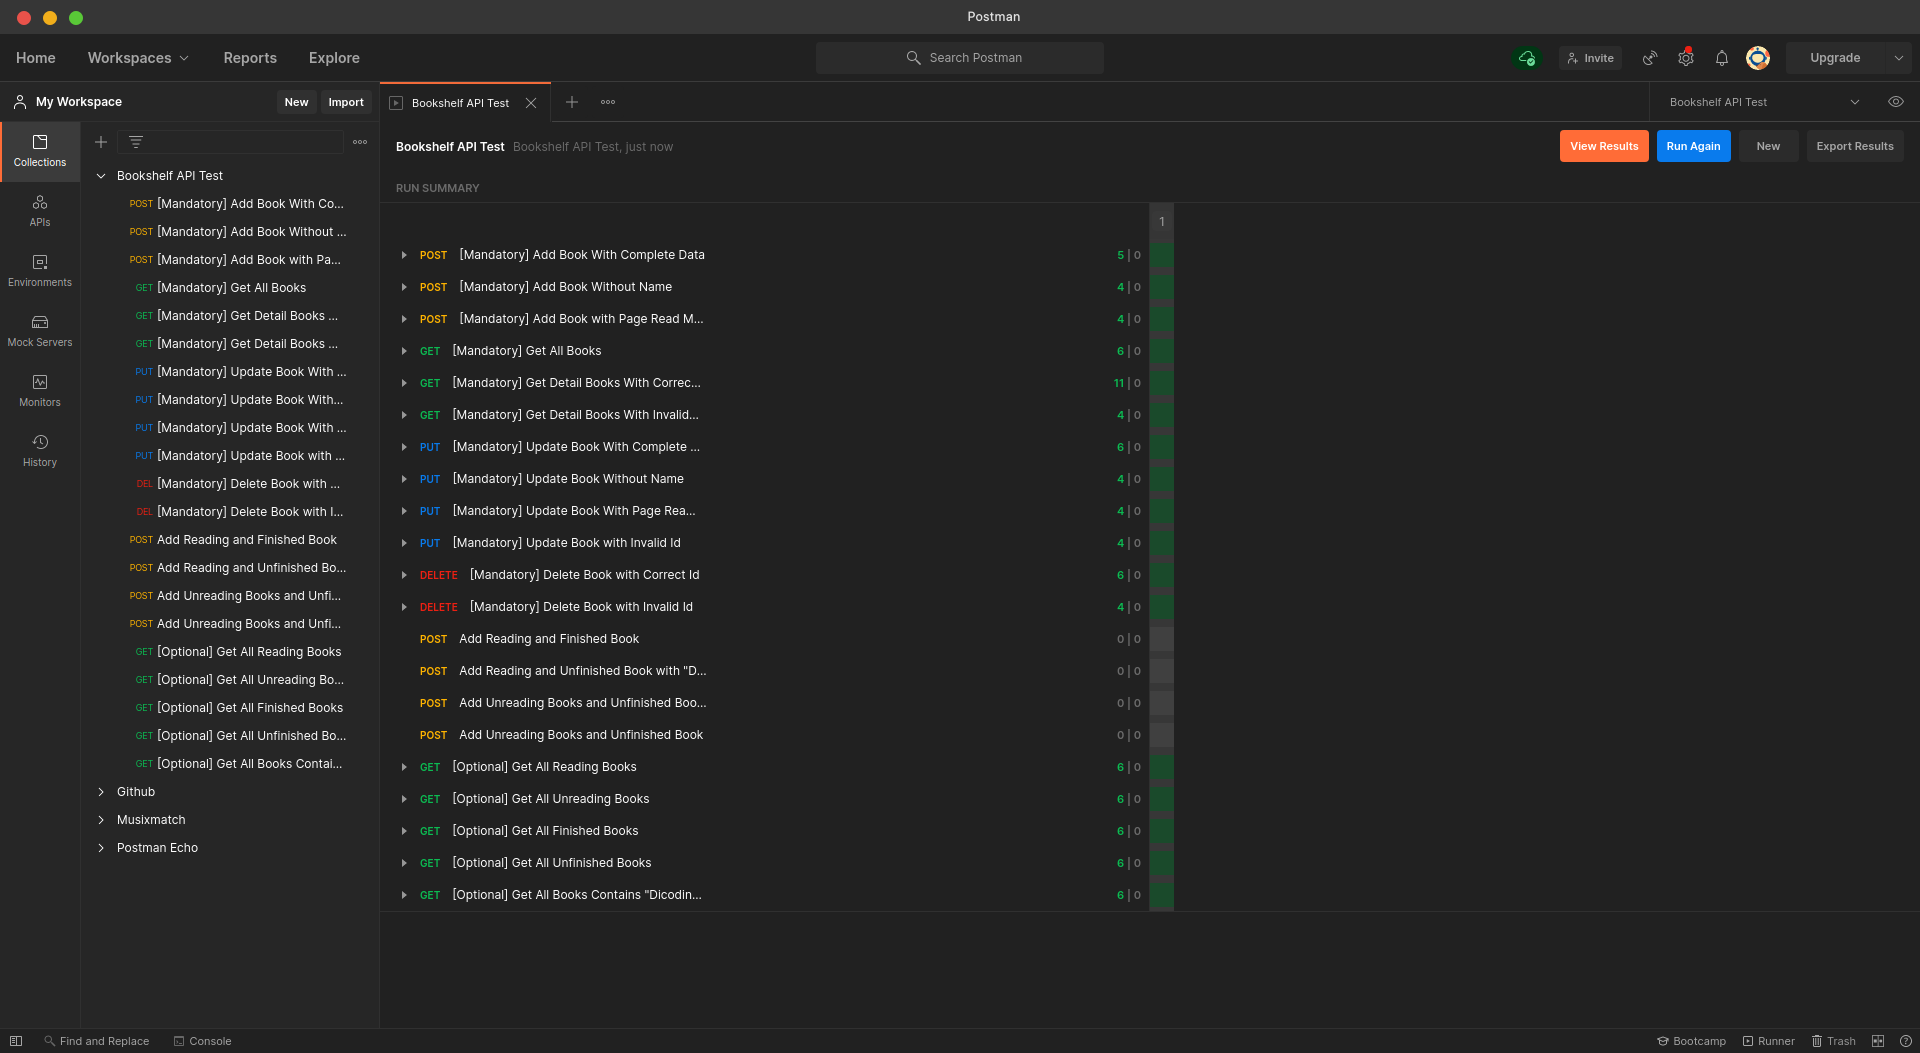 Postman
Home Workspaces Reports Explore Search Postman Invite Upgrade
My Workspace New Import Bookshelf API Test Bookshelf API Test
Collections
APIs
Environments
Mock Servers
Monitors
History
Bookshelf API Test
POST [Mandatory] Add Book With Co...
POST [Mandatory] Add Book Without ...
POST [Mandatory] Add Book with Pa...
GET [Mandatory] Get All Books
GET [Mandatory] Get Detail Books ...
GET [Mandatory] Get Detail Books ...
PUT [Mandatory] Update Book With ...
PUT [Mandatory] Update Book With...
PUT [Mandatory] Update Book With ...
PUT [Mandatory] Update Book with ...
DEL [Mandatory] Delete Book with ...
DEL [Mandatory] Delete Book with I...
POST Add Reading and Finished Book
POST Add Reading and Unfinished Bo...
POST Add Unreading Books and Unfi...
POST Add Unreading Books and Unfi...
GET [Optional] Get All Reading Books
GET [Optional] Get All Unreading Bo...
GET [Optional] Get All Finished Books
GET [Optional] Get All Unfinished Bo...
GET [Optional] Get All Books Contai...
Github
Musixmatch
Postman Echo
Bookshelf API Test Bookshelf API Test, just now View Results Run Again New Export Results
RUN SUMMARY
1
POST [Mandatory] Add Book With Complete Data 5 | 0
POST [Mandatory] Add Book Without Name 4 | 0
POST [Mandatory] Add Book with Page Read M... 4 | 0
GET [Mandatory] Get All Books 6 | 0
GET [Mandatory] Get Detail Books With Correc... 11 | 0
GET [Mandatory] Get Detail Books With Invalid... 4 | 0
PUT [Mandatory] Update Book With Complete ... 6 | 0
PUT [Mandatory] Update Book Without Name 4 | 0
PUT [Mandatory] Update Book With Page Rea... 4 | 0
PUT [Mandatory] Update Book with Invalid Id 4 | 0
DELETE [Mandatory] Delete Book with Correct Id 6 | 0
DELETE [Mandatory] Delete Book with Invalid Id 4 | 0
POST Add Reading and Finished Book 0 | 0
POST Add Reading and Unfinished Book with "D... 0 | 0
POST Add Unreading Books and Unfinished Boo... 0 | 0
POST Add Unreading Books and Unfinished Book 0 | 0
GET [Optional] Get All Reading Books 6 | 0
GET [Optional] Get All Unreading Books 6 | 0
GET [Optional] Get All Finished Books 6 | 0
GET [Optional] Get All Unfinished Books 6 | 0
GET [Optional] Get All Books Contains "Dicodin... 6 | 0
Find and Replace Console Bootcamp Runner Trash